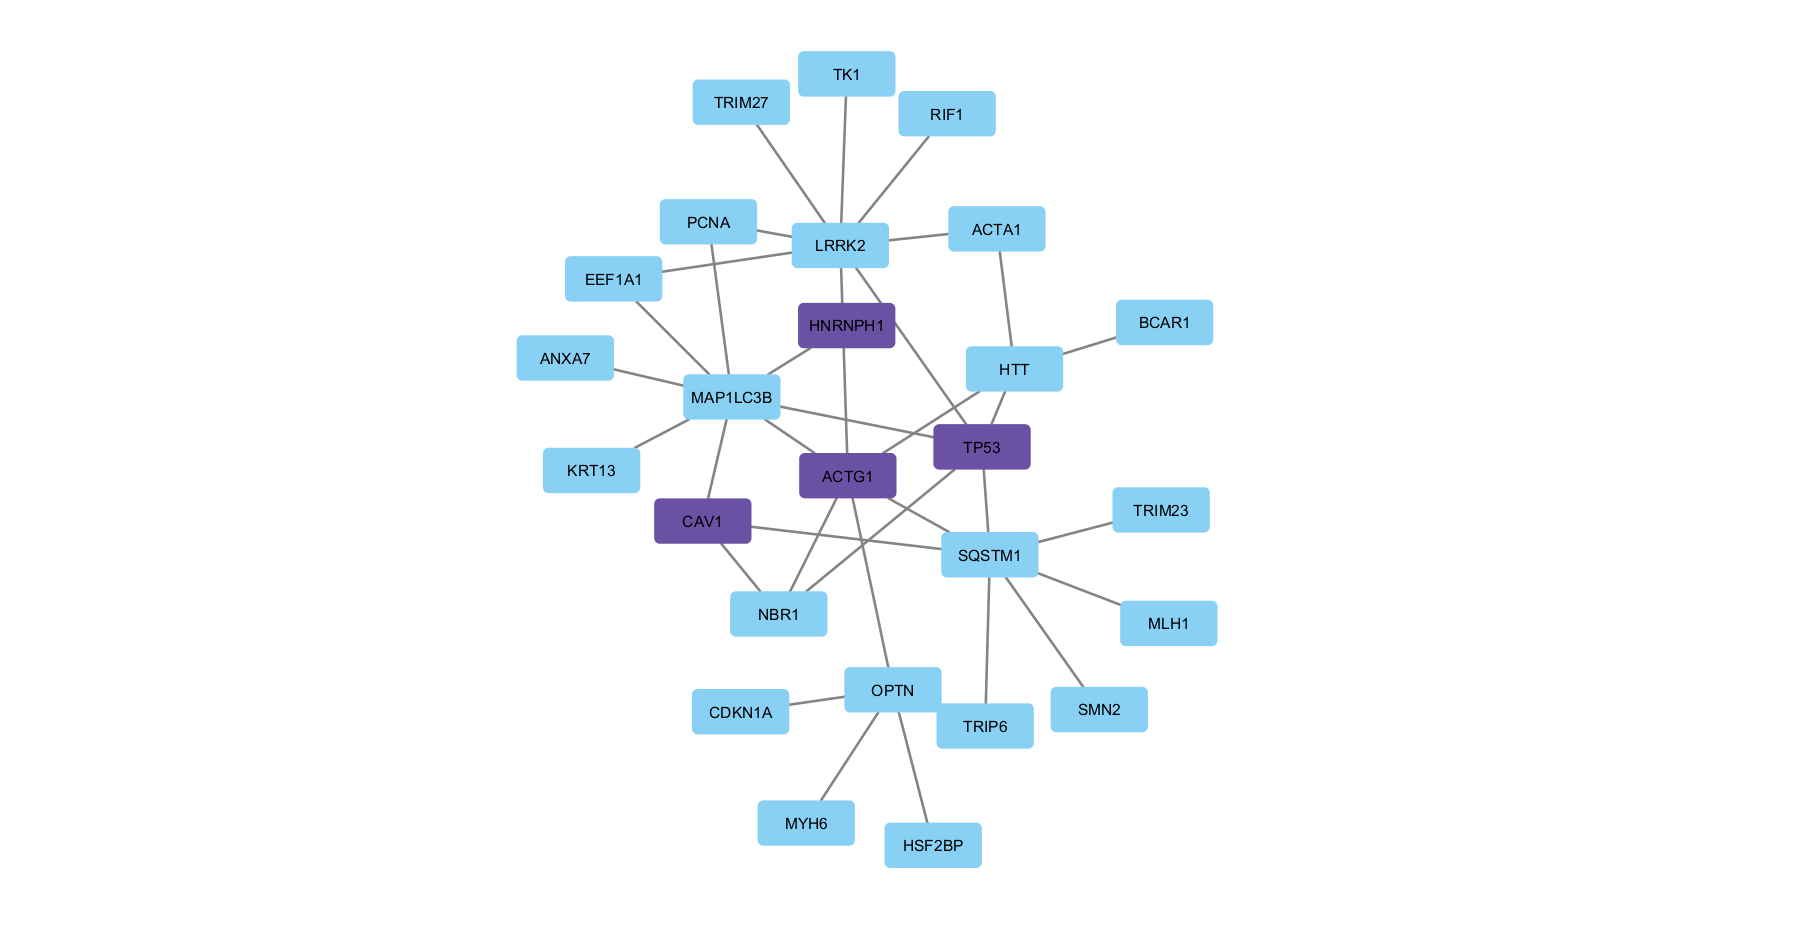 TK1
TRIM27
RIF1
PCNA
ACTA1
LRRK2
EEF1A1
BCAR1
HNRNPH1
ANXA7
HTT
MAP1LC3B
TP53
KRT13
ACTG1
TRIM23
CAV1
SQSTM1
NBR1
MLH1
OPTN
SMN2
CDKN1A
TRIP6
MYH6
HSF2BP